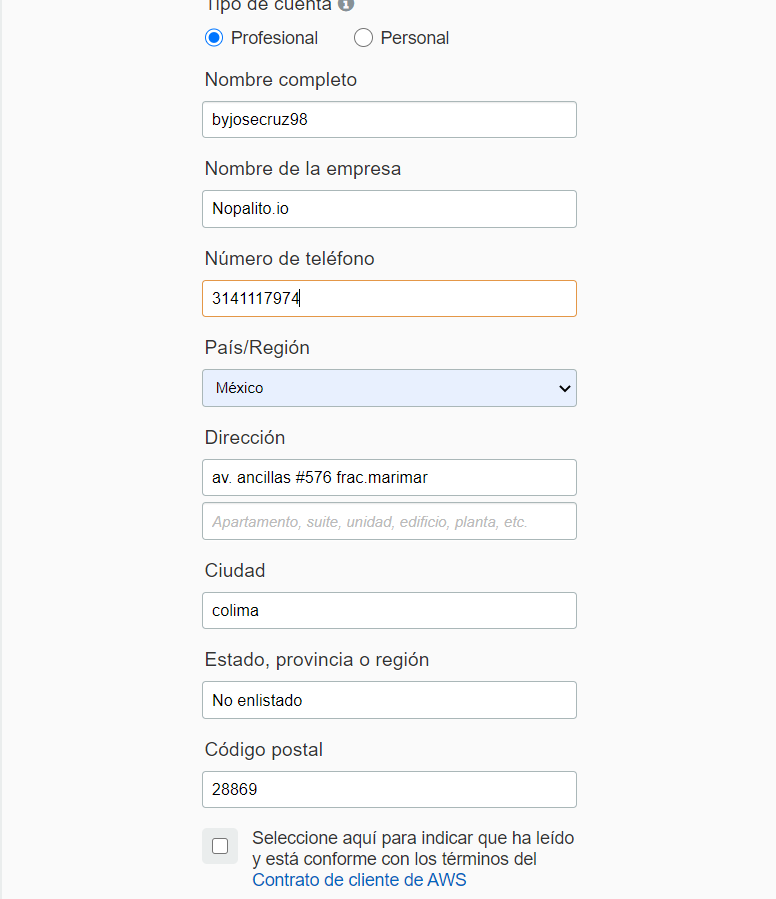 Tipo de cuenta
Profesional Personal
Nombre completo
byjosecruz98
Nombre de la empresa
Nopalito.io
Número de teléfono
3141117974
País/Región
México
Dirección
av. ancillas #576 frac.marimar
Apartamento, suite, unidad, edificio, planta, etc.
Ciudad
colima
Estado, provincia o región
No enlistado
Código postal
28869
Seleccione aquí para indicar que ha leído
y está conforme con los términos del
Contrato de cliente de AWS